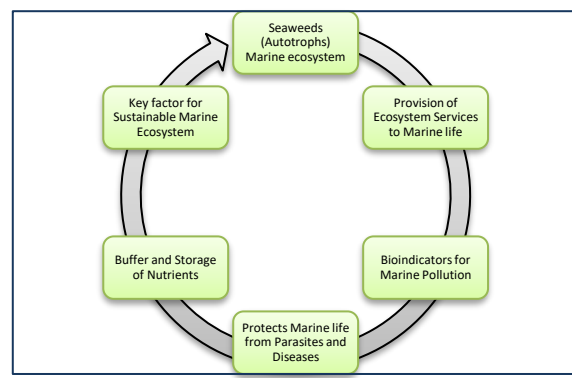 Seaweeds
(Autotrophs)
Marine ecosystem
Provision of
Ecosystem Services
to Marine life
Bioindicators for
Marine Pollution
Protects Marine life
from Parasites and
Diseases
Buffer and Storage
of Nutrients
Key factor for
Sustainable Marine
Ecosystem